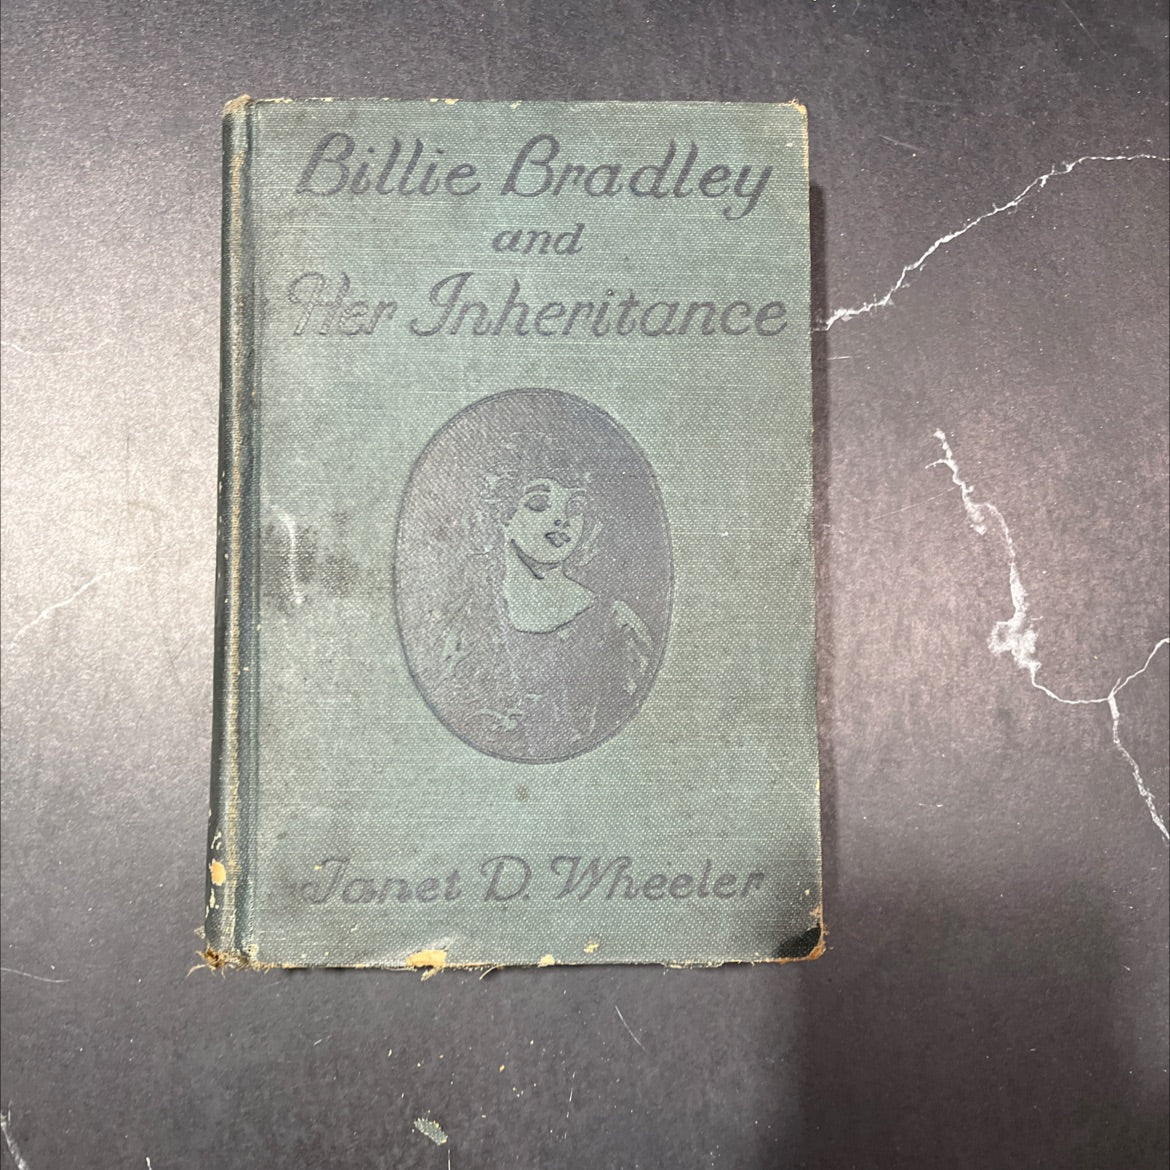 Billie Bradley
and
Her Inheritance
Janet D. Wheeler